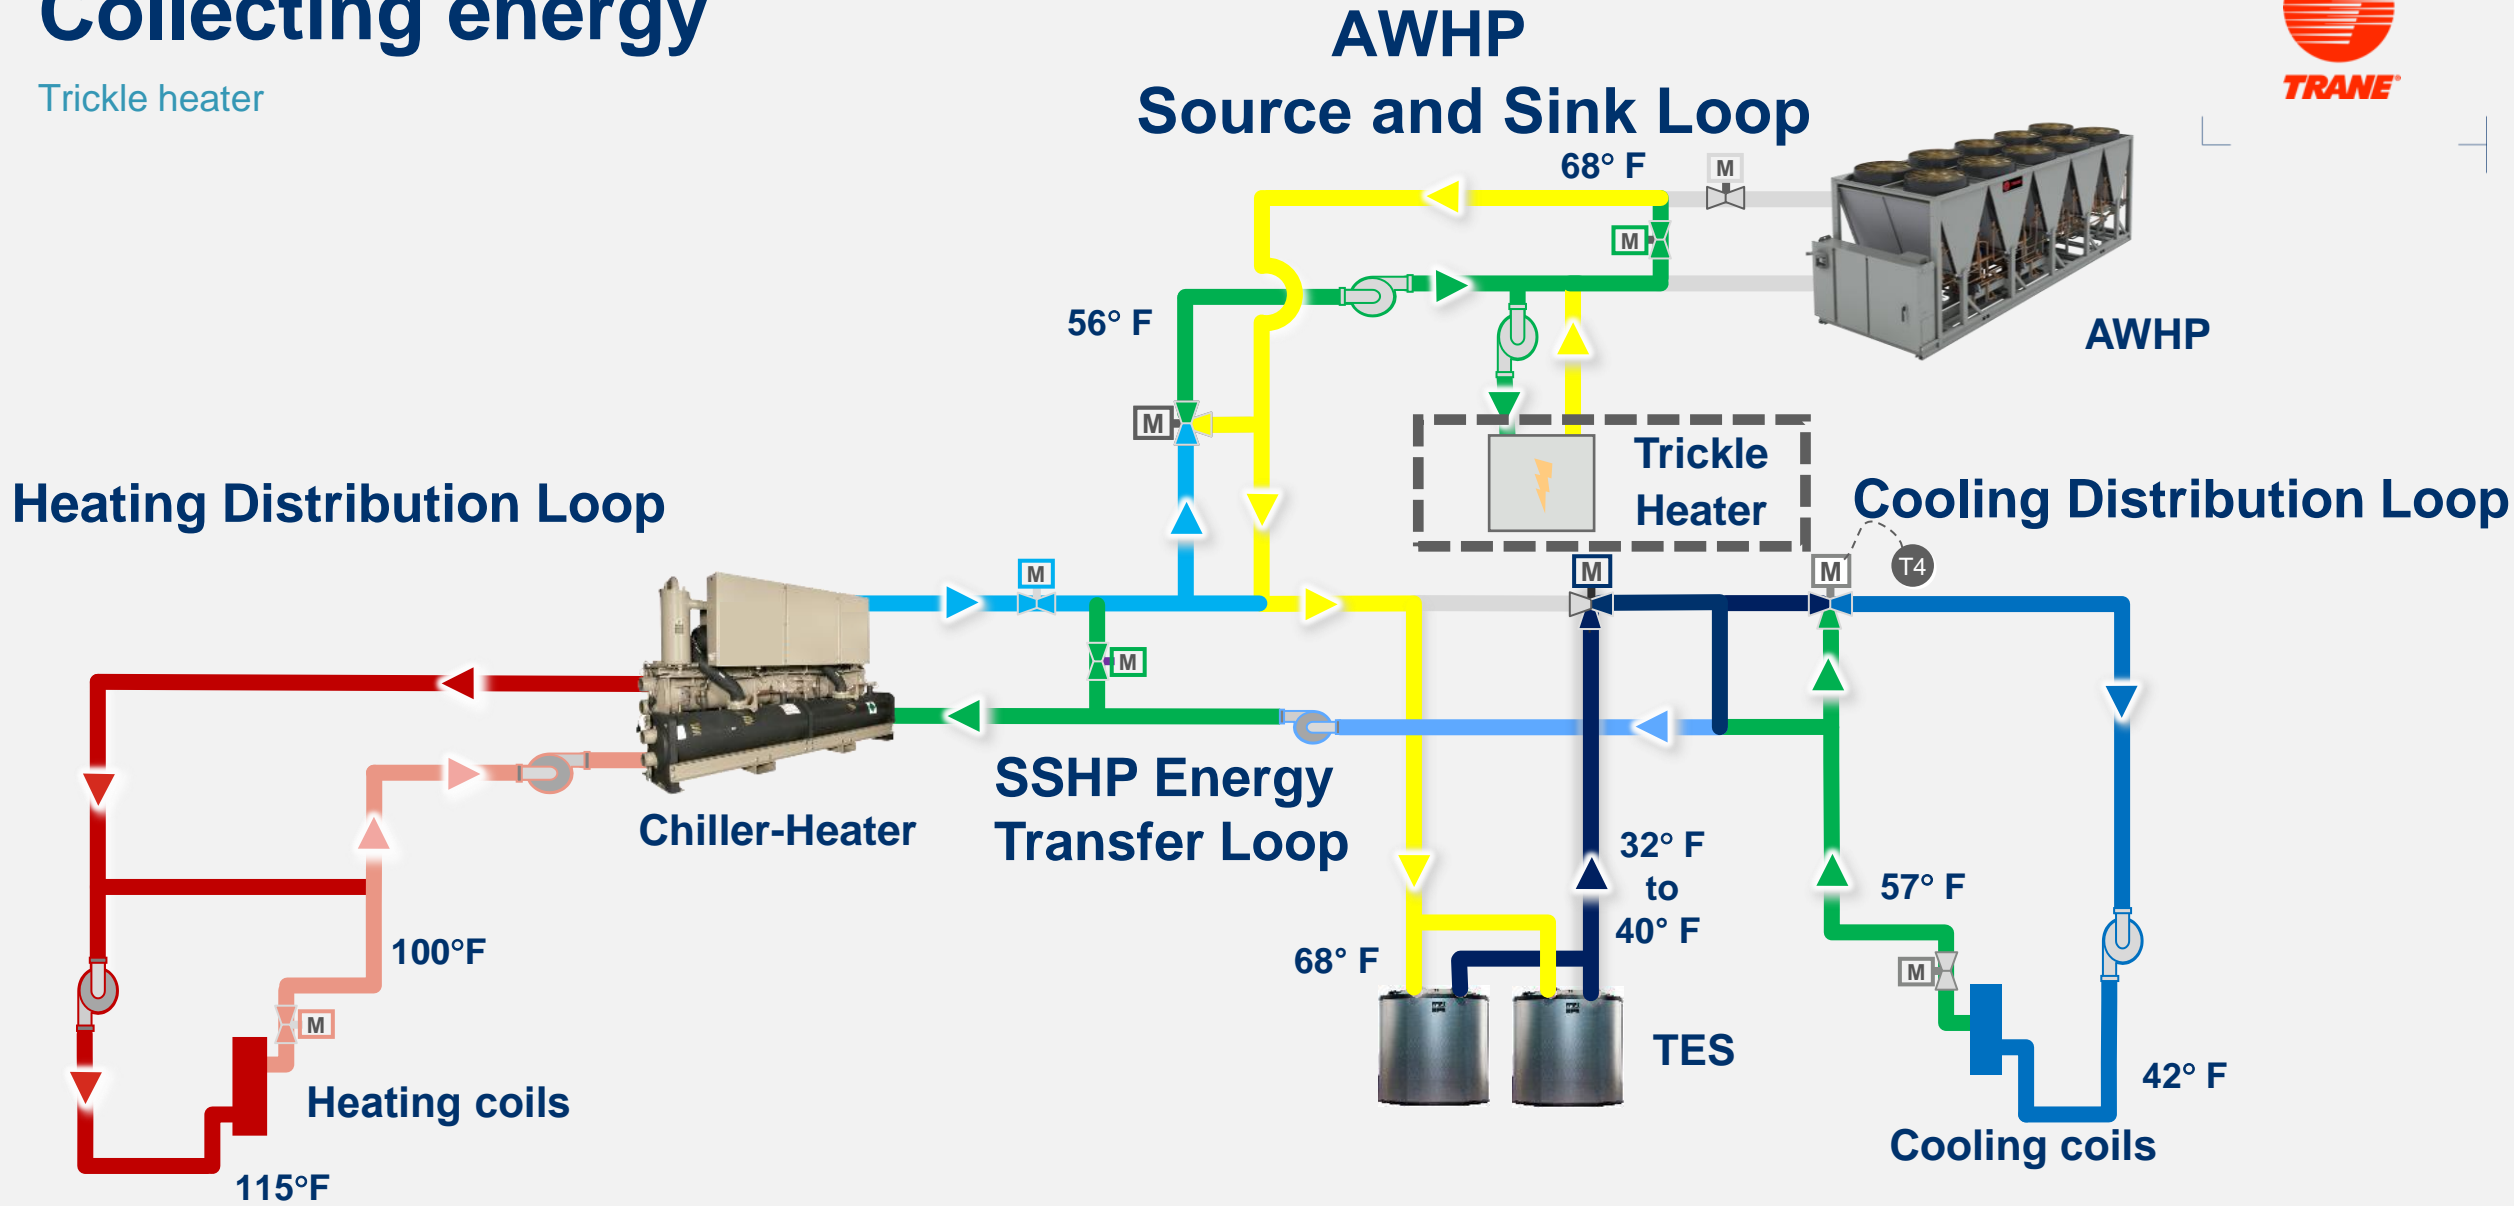 Collecting energy
Trickle heater
AWHP
Source and Sink Loop
TRANE®
68° F
M
M
56° F
AWHP
M
Trickle
Heater
Heating Distribution Loop
Cooling Distribution Loop
M
M
M
T4
M
SSHP Energy
Transfer Loop
Chiller-Heater
32° F
to
40° F
57° F
100°F
68° F
M
M
TES
Heating coils
42° F
Cooling coils
115°F